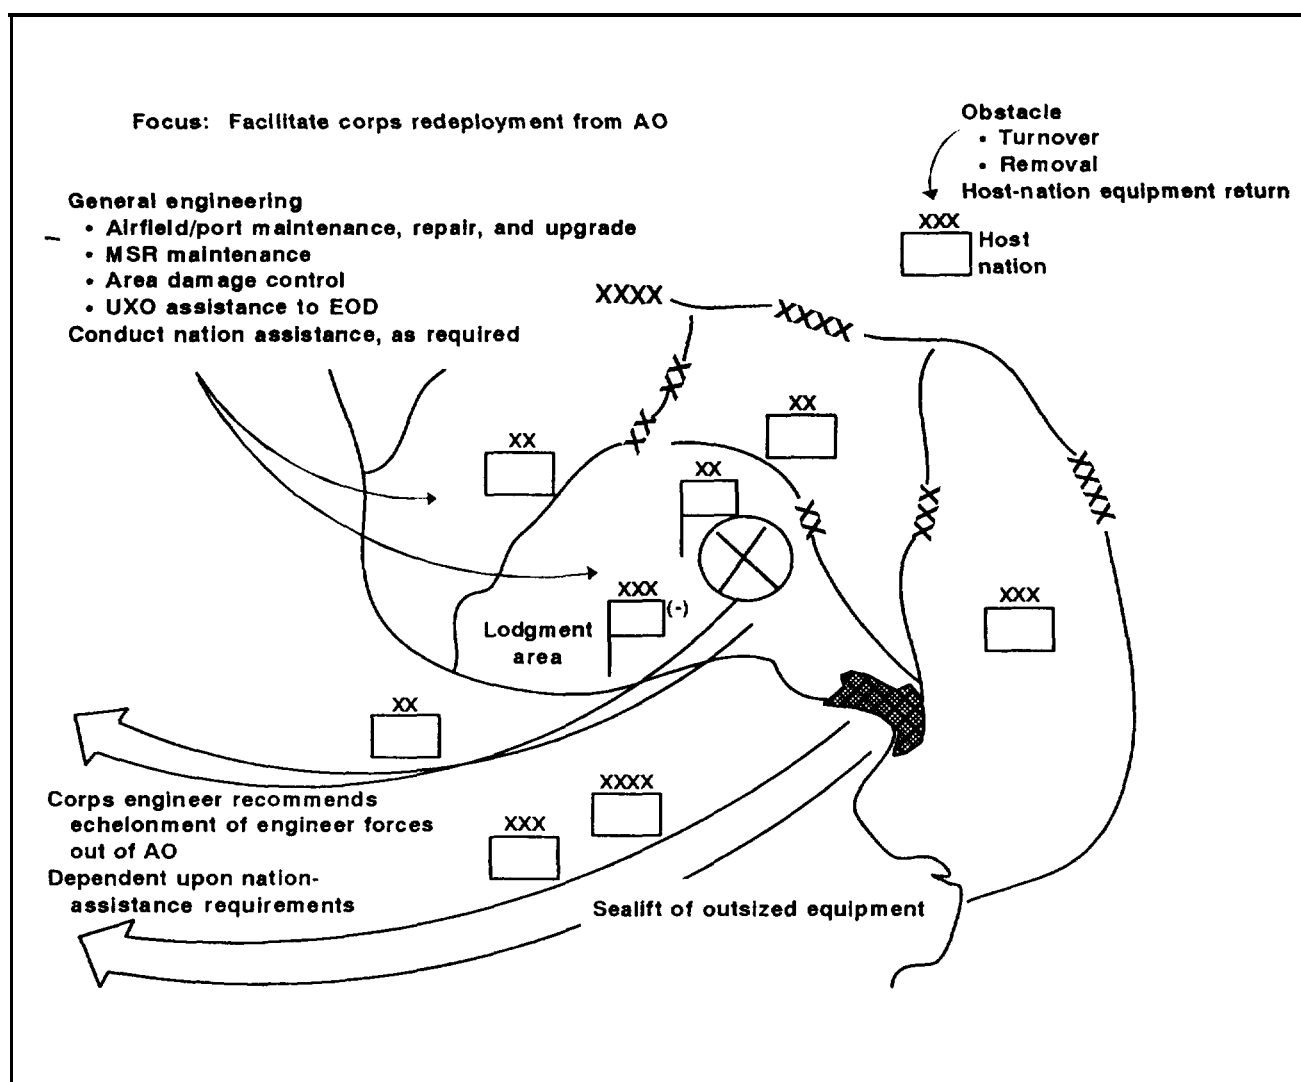 Focus: Facilitate corps redeployment from AO
Obstacle
• Turnover
• Removal
Host-nation equipment return
XXX
Host
nation
General engineering
• Airfield/port maintenance, repair, and upgrade
• MSR maintenance
• Area damage control
• UXO assistance to EOD
Conduct nation assistance, as required
XXXX
XXXX
XX
XX
XX
XX
XX
XX
XXX
XXXX
XXX
(-)
XXX
Lodgment
area
XX
XXXX
XXX
Corps engineer recommends
echelonment of engineer forces
out of AO
Dependent upon nation-
assistance requirements
Sealift of outsized equipment